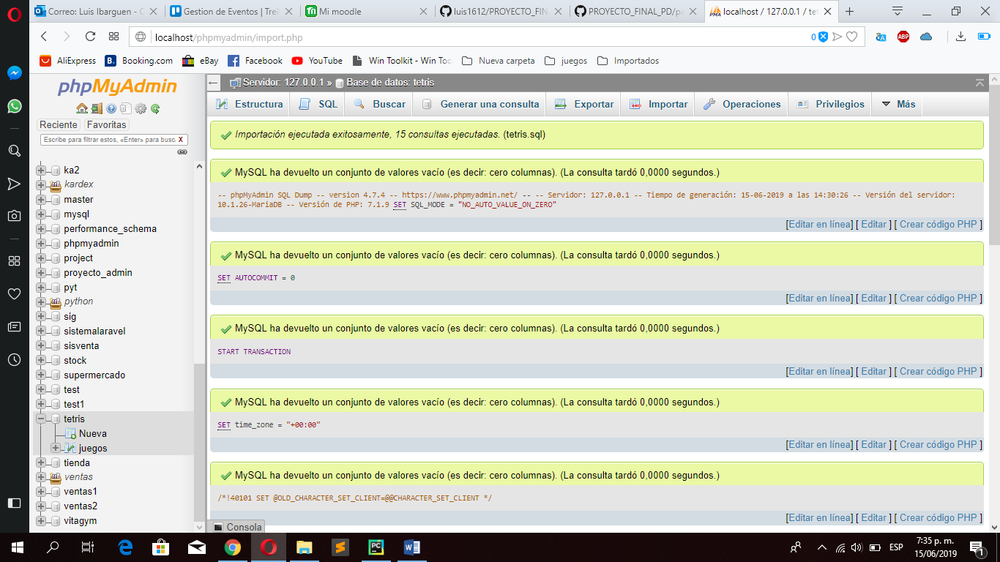 Correo: Luis Ibarguen - C
Gestion de Eventos | Trel
Mi moodle
luis1612/PROYECTO_FIN
PROYECTO_FINAL_PD/pa
localhost / 127.0.0.1 / tet
localhost/phpmyadmin/import.php
0
ABP
AliExpress
Booking.com
eBay
Facebook
YouTube
Win Toolkit - Win Too
Nueva carpeta
juegos
Importados
phpMyAdmin
Reciente
Favoritas
Escribe para filtrar estos, «Enter» para busc X
ka2
kardex
master
mysql
performance_schema
phpmyadmin
project
proyecto_admin
pyt
python
sig
sistemalaravel
sisventa
stock
supermercado
test
test1
tetris
Nueva
juegos
tienda
ventas
ventas1
ventas2
vitagym
Servidor: 127.0.0.1 » Base de datos: tetris
Estructura
SQL
Buscar
Generar una consulta
Exportar
Importar
Operaciones
Privilegios
Más
Importación ejecutada exitosamente, 15 consultas ejecutadas. (tetris.sql)
MySQL ha devuelto un conjunto de valores vacío (es decir: cero columnas). (La consulta tardó 0,0000 segundos.)
-- phpMyAdmin SQL Dump -- version 4.7.4 -- https://www.phpmyadmin.net/ -- -- Servidor: 127.0.0.1 -- Tiempo de generación: 15-06-2019 a las 14:30:26 -- Versión del servidor:
10.1.26-MariaDB -- Versión de PHP: 7.1.9 SET SQL_MODE = "NO_AUTO_VALUE_ON_ZERO"
[Editar en línea] [ Editar ] [ Crear código PHP ]
MySQL ha devuelto un conjunto de valores vacío (es decir: cero columnas). (La consulta tardó 0,0000 segundos.)
SET AUTOCOMMIT = 0
[Editar en línea] [ Editar ] [ Crear código PHP ]
MySQL ha devuelto un conjunto de valores vacío (es decir: cero columnas). (La consulta tardó 0,0000 segundos.)
START TRANSACTION
[Editar en línea] [ Editar ] [ Crear código PHP ]
MySQL ha devuelto un conjunto de valores vacío (es decir: cero columnas). (La consulta tardó 0,0000 segundos.)
SET time_zone = "+00:00"
[Editar en línea] [ Editar ] [ Crear código PHP ]
MySQL ha devuelto un conjunto de valores vacío (es decir: cero columnas). (La consulta tardó 0,0000 segundos.)
/*!40101 SET @OLD_CHARACTER_SET_CLIENT=@@CHARACTER_SET_CLIENT */
[Editar en línea] [ Editar ] [ Crear código PHP ]
Consola
ESP
7:35 p. m.
15/06/2019
1